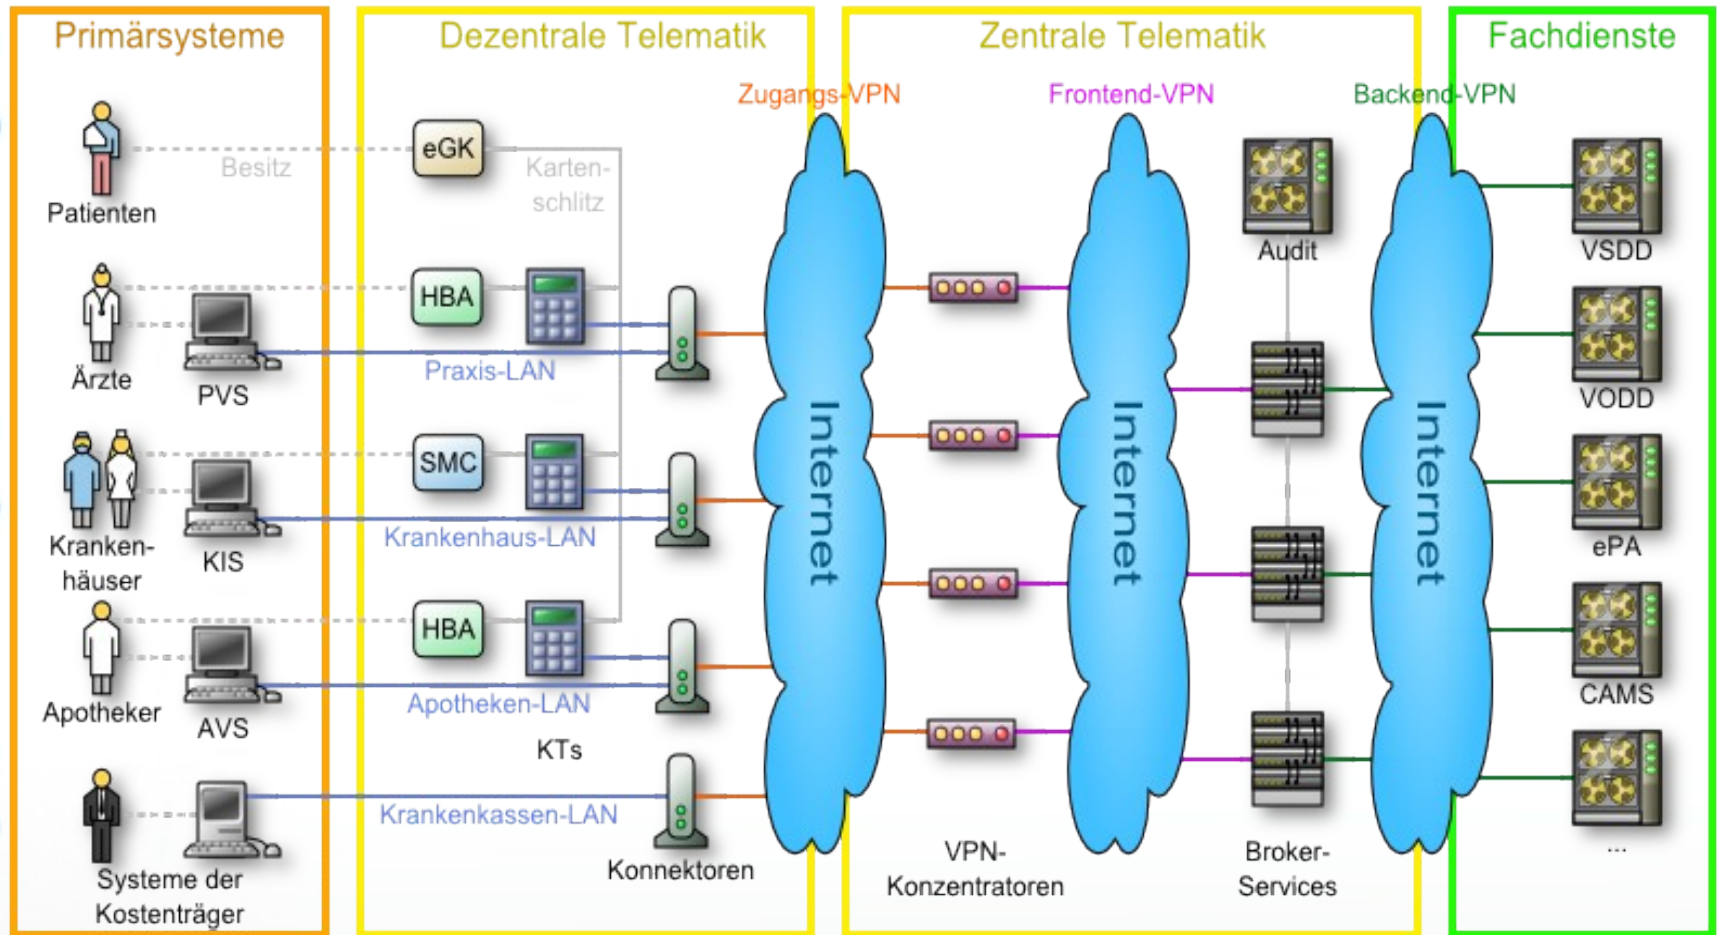 Primärsysteme
Dezentrale Telematik
Zentrale Telematik
Fachdienste
Zugangs-VPN
Frontend-VPN
Backend-VPN
Patienten
Besitz
eGK
Karten-
schlitz
Ärzte
PVS
HBA
Praxis-LAN
Kranken-
häuser
KIS
SMC
Krankenhaus-LAN
Apotheker
AVS
HBA
Apotheken-LAN
KTs
Systeme der
Kostenträger
Krankenkassen-LAN
Konnektoren
Internet
VPN-
Konzentratoren
Internet
Audit
Broker-
Services
Internet
VSDD
VODD
ePA
CAMS
...